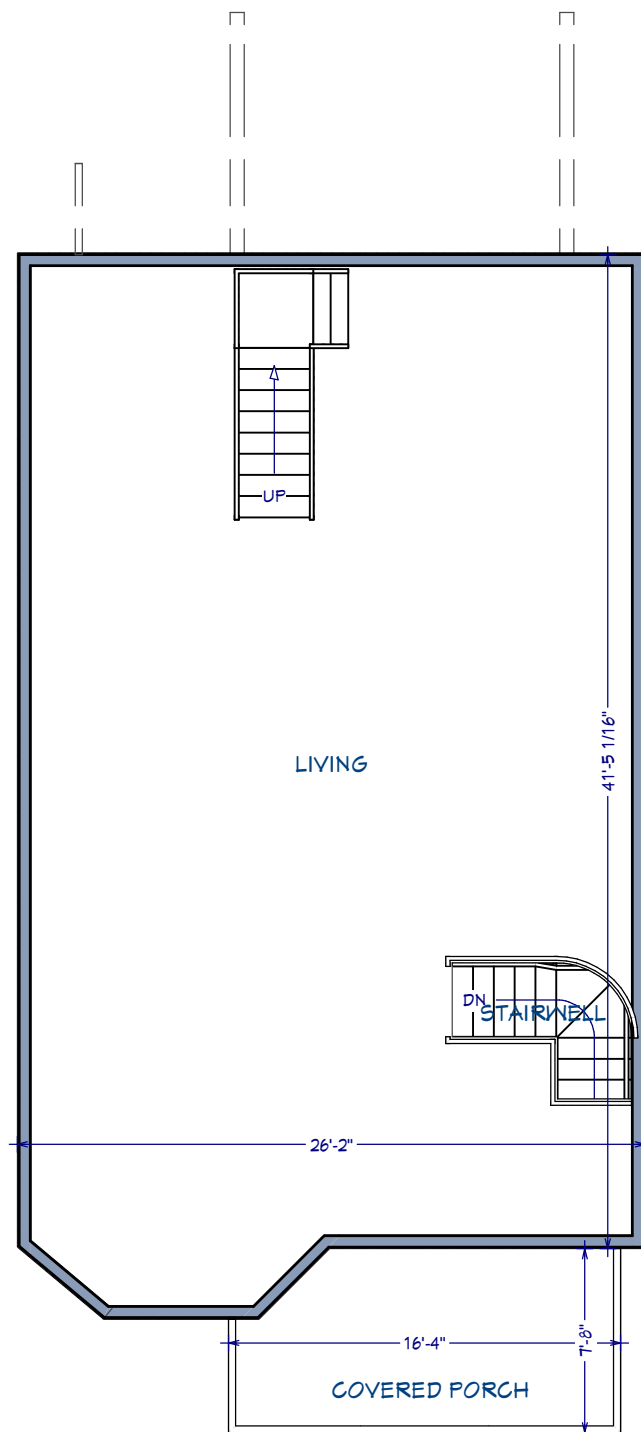 UP
LIVING
41'-5 1/16"
DN
STAIRWELL
26'-2"
16'-4"
7'-8"
COVERED PORCH